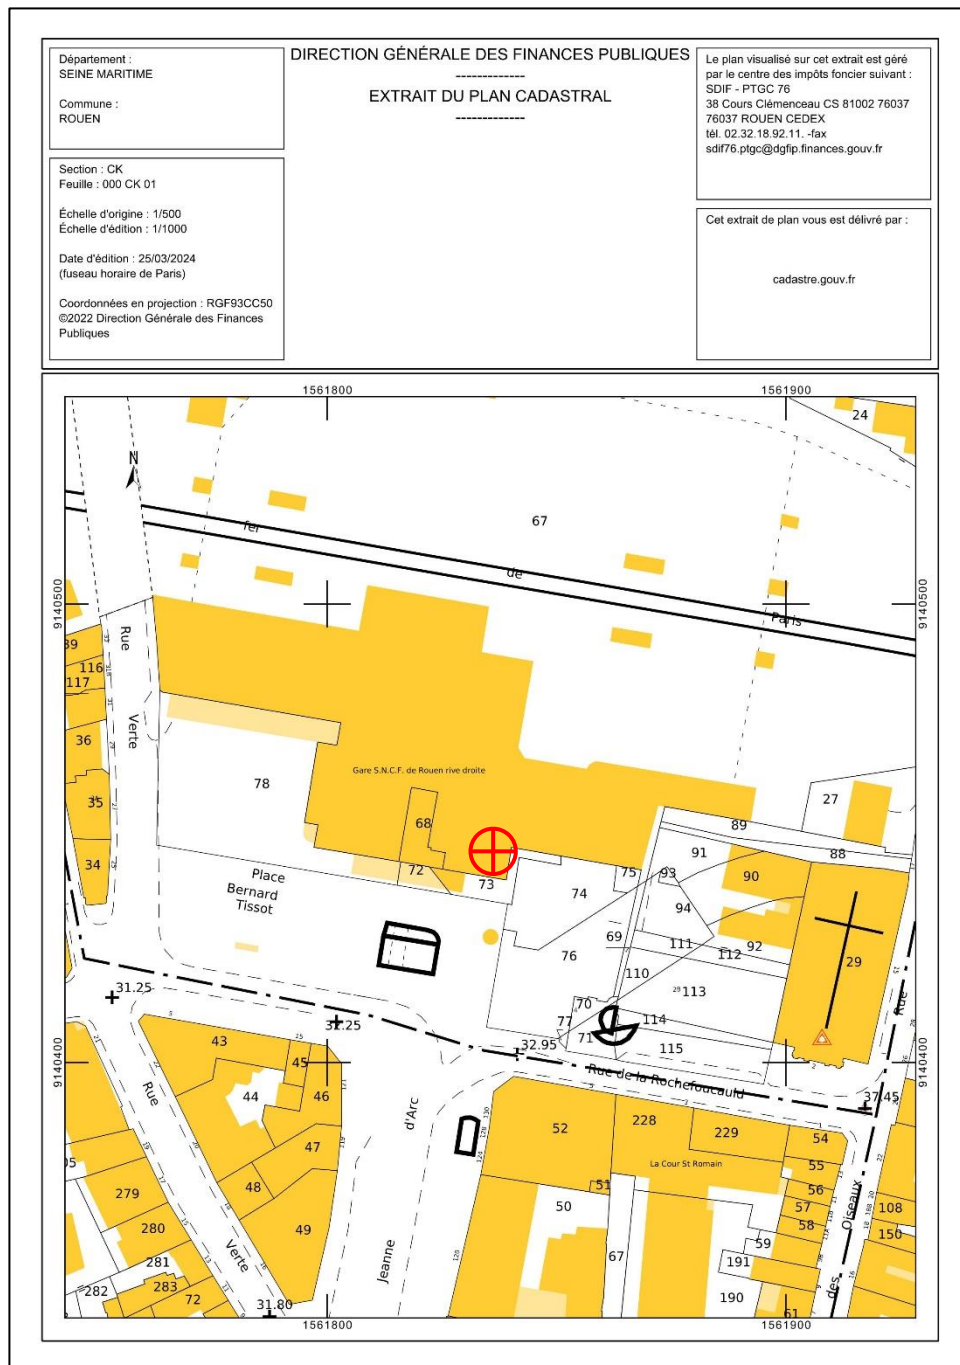 Département :
SEINE MARITIME
Commune :
ROUEN
Section : CK
Feuille : 000 CK 01
Échelle d'origine : 1/500
Échelle d'édition : 1/1000
Date d'édition : 25/03/2024
(fuseau horaire de Paris)
Coordonnées en projection : RGF93CC50
©2022 Direction Générale des Finances
Publiques
DIRECTION GÉNÉRALE DES FINANCES PUBLIQUES
-------------
EXTRAIT DU PLAN CADASTRAL
-------------
Le plan visualisé sur cet extrait est géré
par le centre des impôts foncier suivant :
SDIF - PTGC 76
38 Cours Clémenceau CS 81002 76037
76037 ROUEN CEDEX
tél. 02.32.18.92.11. -fax
sdif76.ptgc@dgfip.finances.gouv.fr
Cet extrait de plan vous est délivré par :
cadastre.gouv.fr
1561800
1561900
24
N
67
fer
de
Paris
9140500
9140500
Rue
Verte
39
116
117
36
35
34
78
Gare S.N.C.F. de Rouen rive droite
68
72
73
27
89
88
91
90
75
93
74
94
69
111
112
92
76
110
113
29
70
77
71
114
115
Place
Bernard
Tissot
31.25
31.25
32.95
37.45
Rue de la Rochefoucauld
Rue
9140400
9140400
43
45
44
46
47
48
49
Rue
Verte
d'Arc
Jeanne
52
228
229
La Cour St Romain
54
55
56
57
58
51
50
59
191
190
67
61
108
150
Oiseaux
des
279
280
281
282
283
72
31.80
1561800
1561900